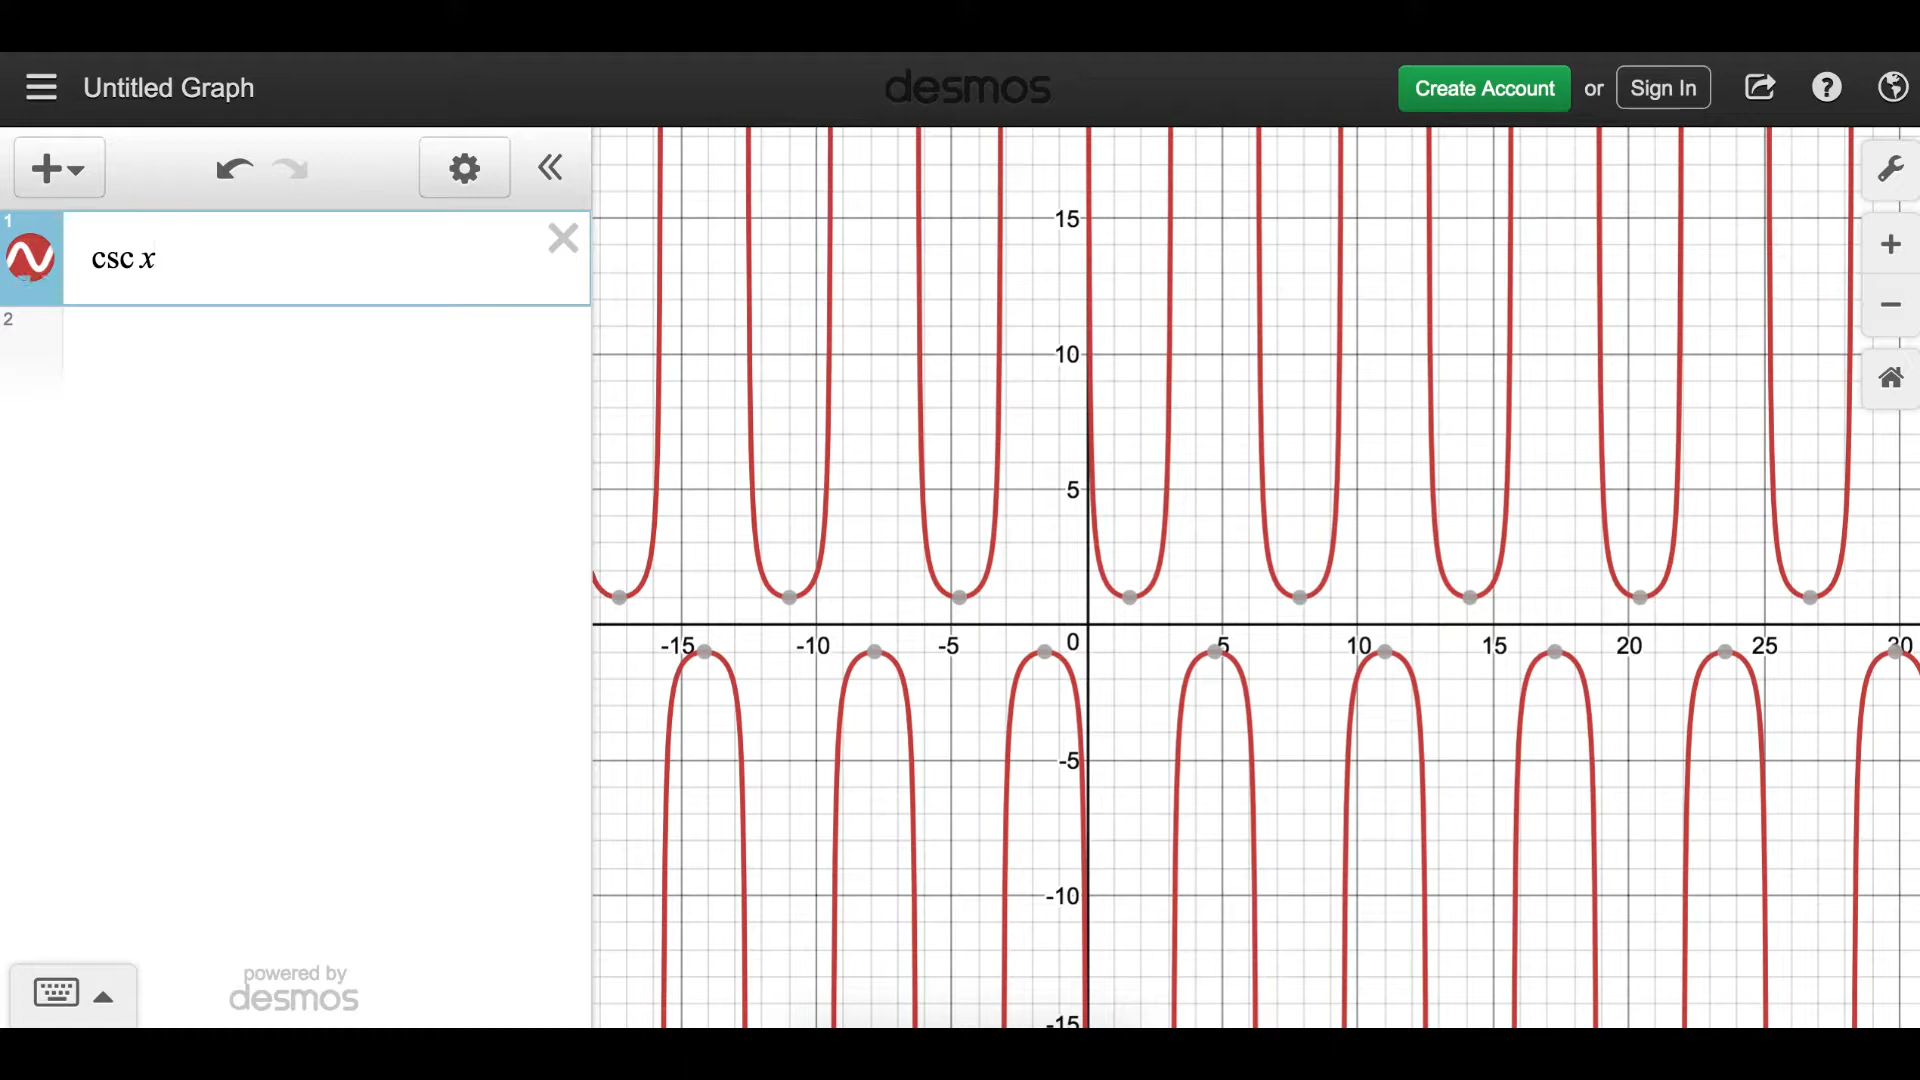 Untitled Graph
desmos
Create Account or Sign In
1
csc x
2
15
10
5
0
-15 -10 -5 5 10 15 20 25 30
-5
-10
-15
powered by
desmos